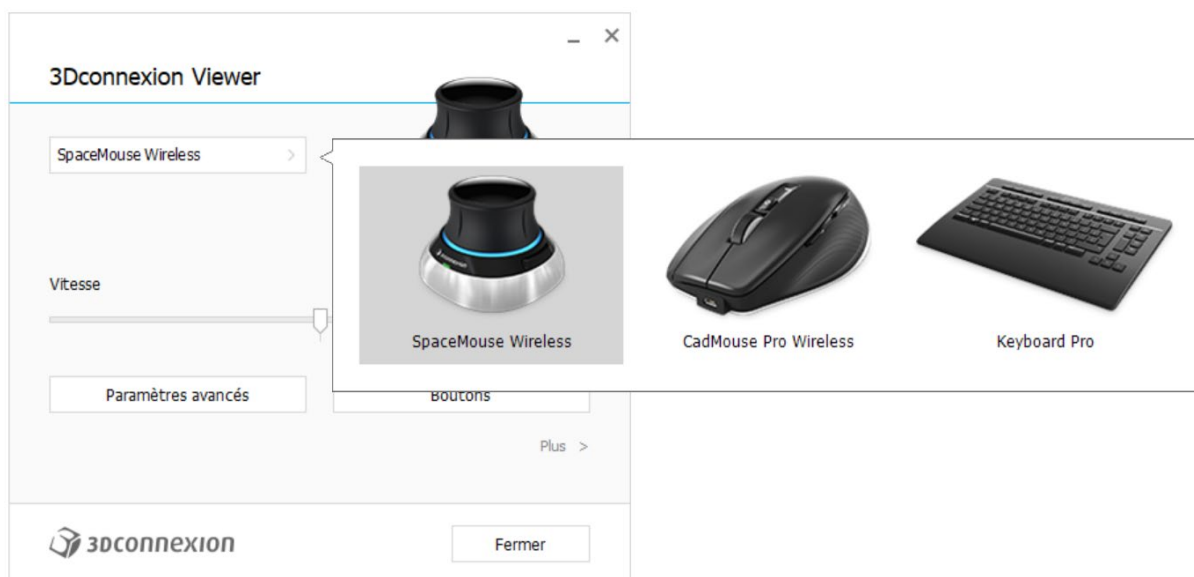 3Dconnexion Viewer
SpaceMouse Wireless
Vitesse
SpaceMouse Wireless
CadMouse Pro Wireless
Keyboard Pro
Paramètres avancés
Boutons
Plus >
3Dconnexion
Fermer